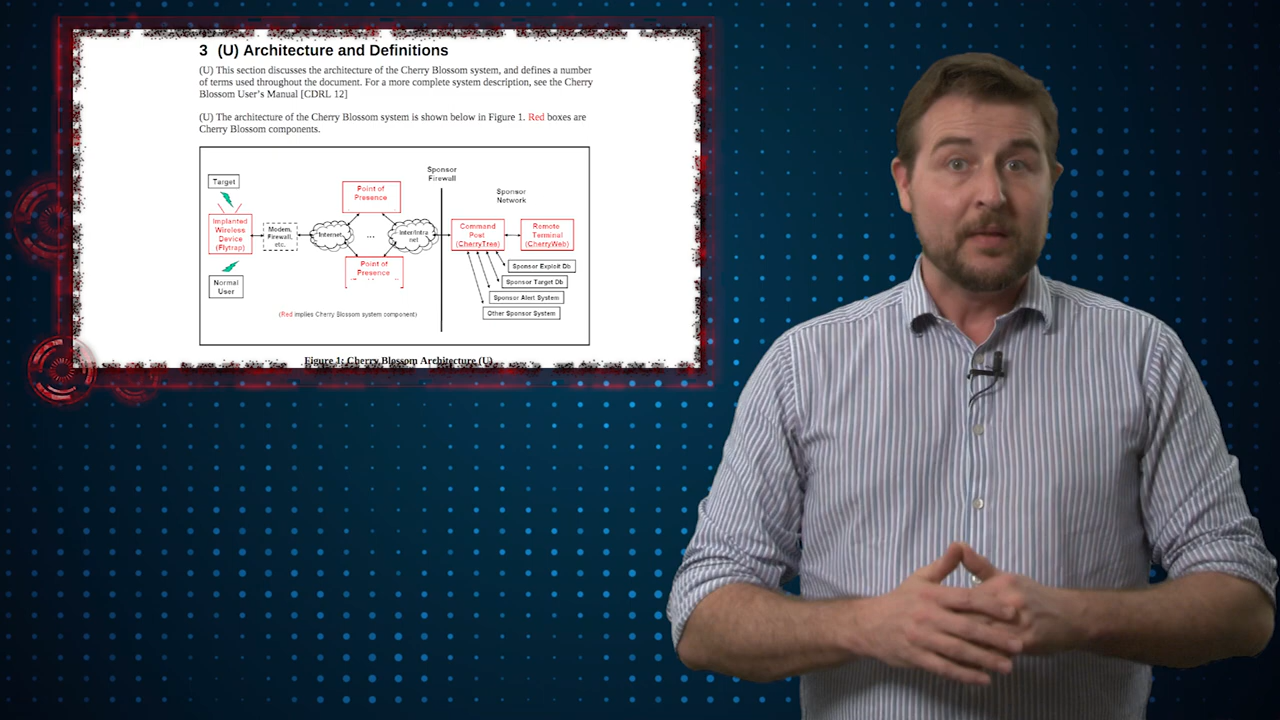 3 (U) Architecture and Definitions
(U) This section discusses the architecture of the Cherry Blossom system, and defines a number
of terms used throughout the document. For a more complete system description, see the Cherry
Blossom User's Manual [CDRL 12]
(U) The architecture of the Cherry Blossom system is shown below in Figure 1. Red boxes are
Cherry Blossom components.
Sponsor
Firewall
Target
Point of
Presence
Sponsor
Network
Implanted
Wireless
Device
(Flytrap)
Modem,
Firewall,
etc.
Internet
...
Inter/Intra
net
Command
Post
(CherryTree)
Remote
Terminal
(CherryWeb)
Point of
Presence
Sponsor Exploit Db
Normal
User
Sponsor Target Db
Sponsor Alert System
Other Sponsor System
(Red implies Cherry Blossom system component)
Figure 1: Cherry Blossom Architecture (U)